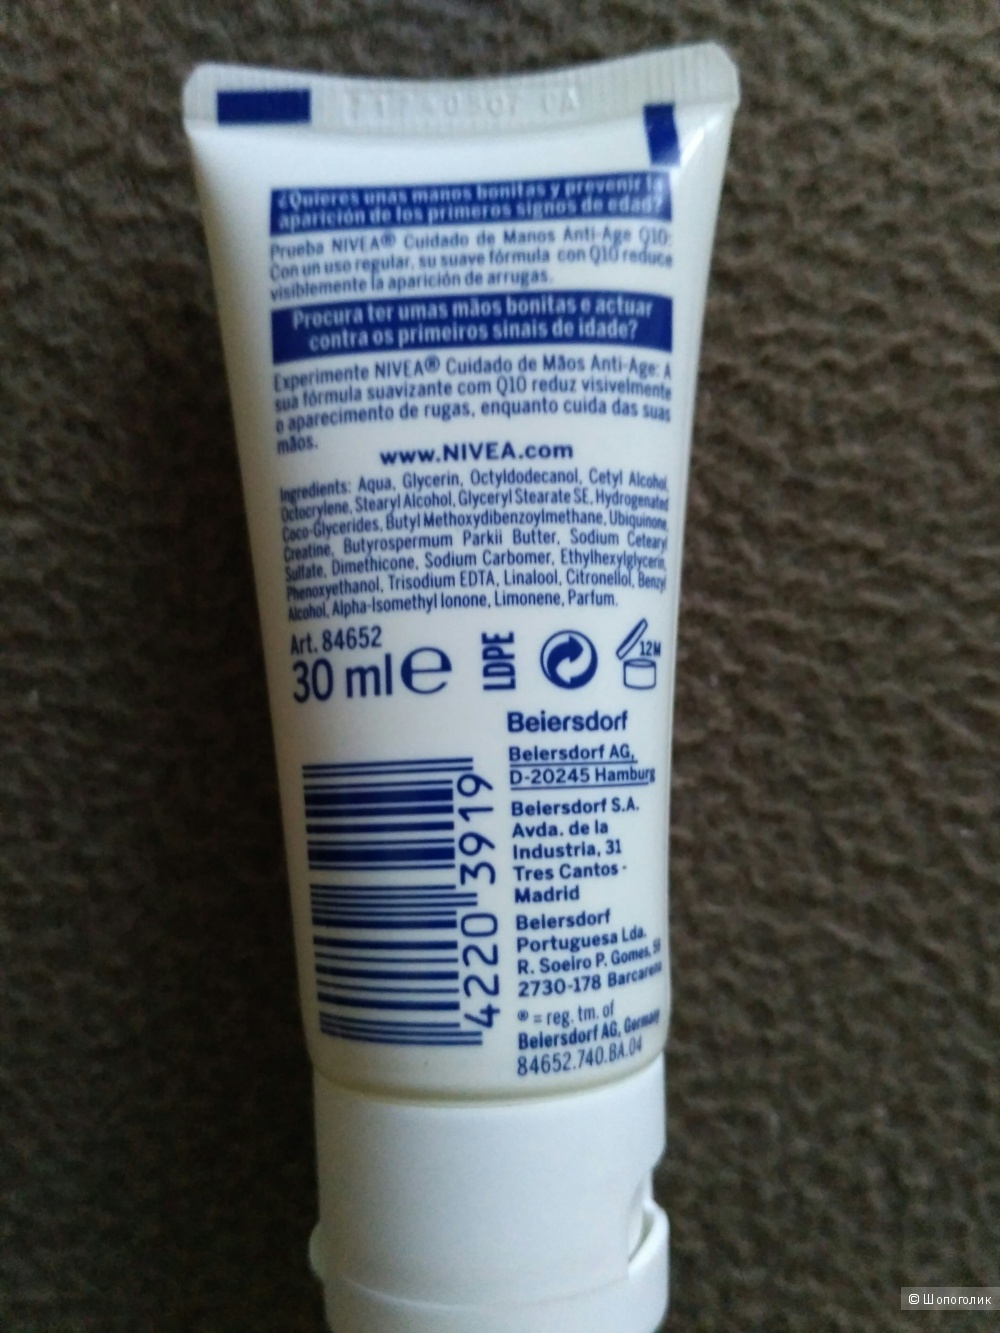 ¿Quieres unas manos bonitas y prevenir la
aparición de los primeros signos de edad?
Prueba NIVEA® Cuidado de Manos Anti-Age Q10:
Con un uso regular, su suave fórmula con Q10 reduce
visiblemente la aparición de arrugas.
Procura ter umas mãos bonitas e actuar
contra os primeiros sinais de idade?
Experimente NIVEA® Cuidado de Mãos Anti-Age: A
sua fórmula suavizante com Q10 reduz visivelmente
o aparecimento de rugas, enquanto cuida das suas
mãos.
www.NIVEA.com
Ingredients: Aqua, Glycerin, Octyldodecanol, Cetyl Alcohol,
Octocrylene, Stearyl Alcohol, Glyceryl Stearate SE, Hydrogenated
Coco-Glycerides, Butyl Methoxydibenzoylmethane, Ubiquinone,
Creatine, Butyrospermum Parkii Butter, Sodium Cetearyl
Sulfate, Dimethicone, Sodium Carbomer, Ethylhexylglycerin,
Phenoxyethanol, Trisodium EDTA, Linalool, Citronellol, Benzyl
Alcohol, Alpha-Isomethyl Ionone, Limonene, Parfum.
Art. 84652
30 ml e
LDPE
12M
Beiersdorf
Beiersdorf AG,
D-20245 Hamburg
Beiersdorf S.A.
Avda. de la
Industria, 31
Tres Cantos -
Madrid
Beiersdorf
Portuguesa Lda.
R. Soeiro P. Gomes,
2730-178 Barcarena
® = reg. tm. of
Beiersdorf AG, Germany
84652.740.BA.04
4220 3919
© Шопоголик